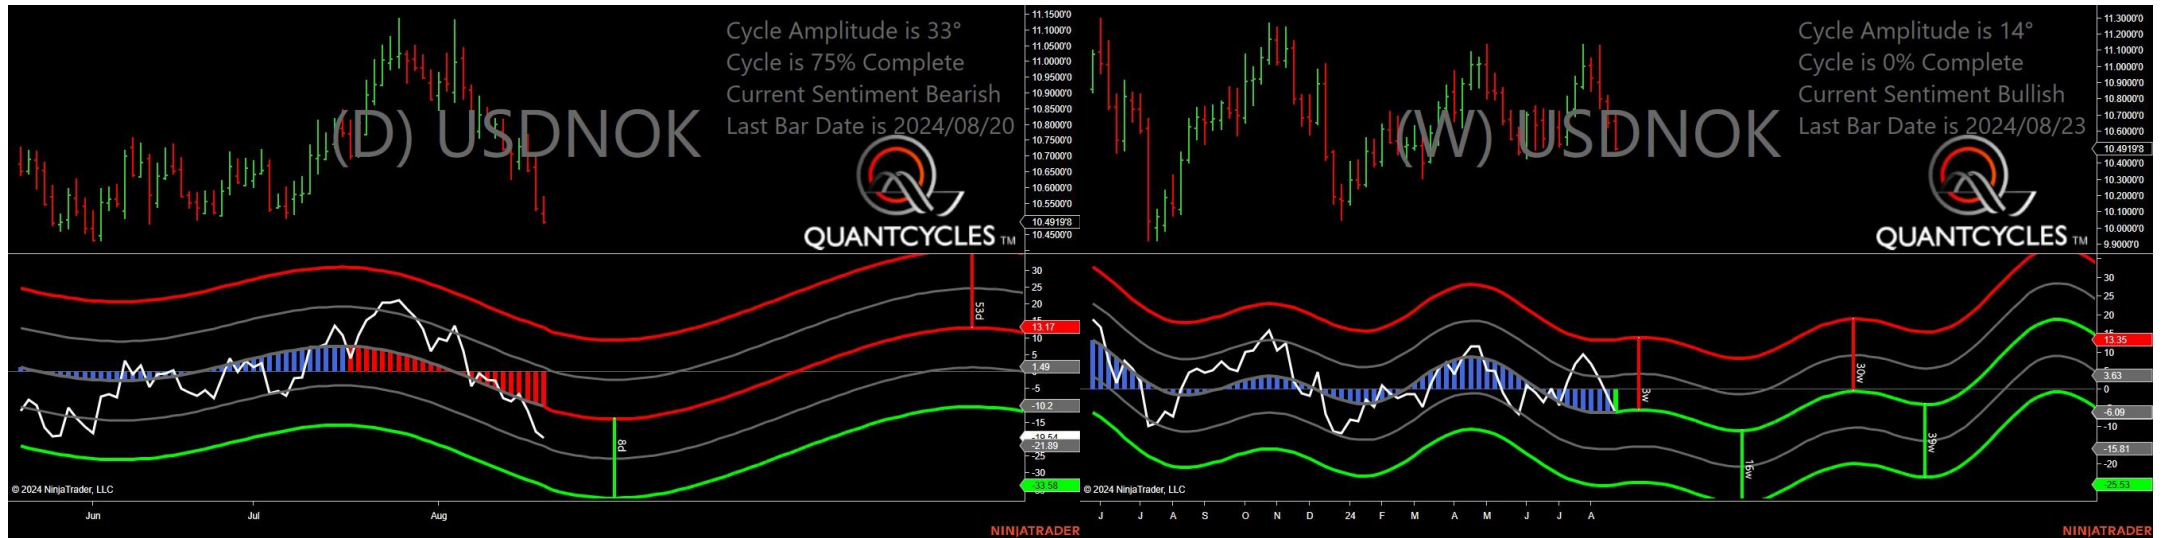 Cycle Amplitude is 33°
Cycle is 75% Complete
Current Sentiment Bearish
Last Bar Date is 2024/08/20
(D) USDNOK
QUANTCYCLES TM
11.1500'0
11.1000'0
11.0500'0
11.0000'0
10.9500'0
10.9000'0
10.8500'0
10.8000'0
10.7500'0
10.7000'0
10.6500'0
10.6000'0
10.5500'0
10.4919'8
10.4500'0
53d
8d
30
25
20
13.17
10
5
1.49
-5
-10.2
-15
-19.54
-21.89
-25
-30
-33.58
© 2024 NinjaTrader, LLC
Jun Jul Aug
NINJATRADER
Cycle Amplitude is 14°
Cycle is 0% Complete
Current Sentiment Bullish
Last Bar Date is 2024/08/23
(W) USDNOK
QUANTCYCLES TM
11.3000'0
11.2000'0
11.1000'0
11.0000'0
10.9000'0
10.8000'0
10.7000'0
10.6000'0
10.4919'8
10.4000'0
10.3000'0
10.2000'0
10.1000'0
10.0000'0
9.9000'0
3w
16w
30w
39w
30
25
20
13.35
10
3.63
0
-6.09
-10
-15.81
-20
-25.53
© 2024 NinjaTrader, LLC
J J A S O N D 24 F M A M J J A
NINJATRADER